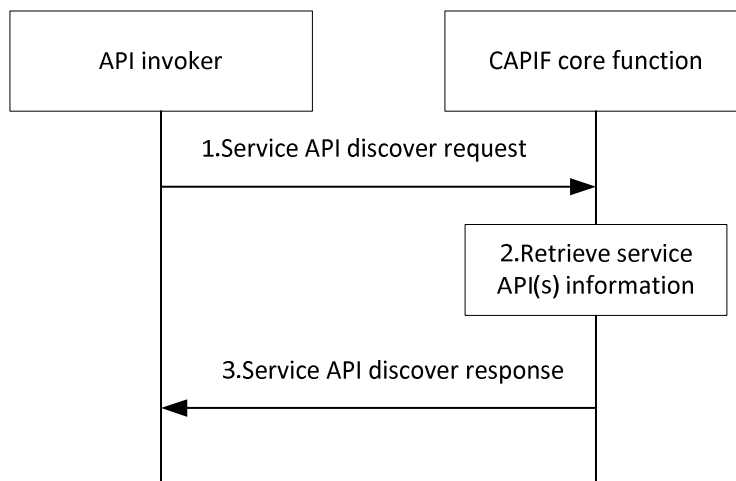 API invoker
CAPIF core function
1.Service API discover request
2.Retrieve service
API(s) information
3.Service API discover response